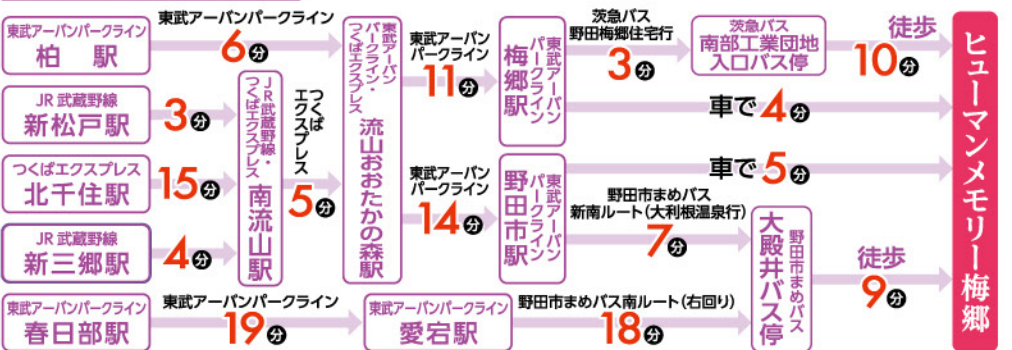 東武アーバンパークライン
柏 駅
東武アーバンパークライン
6分
JR 武蔵野線
新松戸駅
3分
つくばエクスプレス
北千住駅
15分
JR 武蔵野線
新三郷駅
4分
JR武蔵野線・
つくばエクスプレス
南流山駅
つくば
エクスプレス
5分
東武アーバン
パークライン・
つくばエクスプレス
流山おおたかの森駅
東武アーバン
パークライン
11分
東武アーバン
パークライン
梅郷駅
茨急バス
野田梅郷住宅行
3分
茨急バス
南部工業団地
入口バス停
徒歩
10分
車で4分
東武アーバン
パークライン
14分
東武アーバン
パークライン
野田市駅
車で5分
野田市まめバス
新南ルート(大利根温泉行)
7分
東武アーバンパークライン
春日部駅
東武アーバンパークライン
19分
東武アーバンパークライン
愛宕駅
野田市まめバス南ルート(右回り)
18分
野田市まめバス
大殿井バス停
徒歩
9分
ヒューマンメモリー梅郷